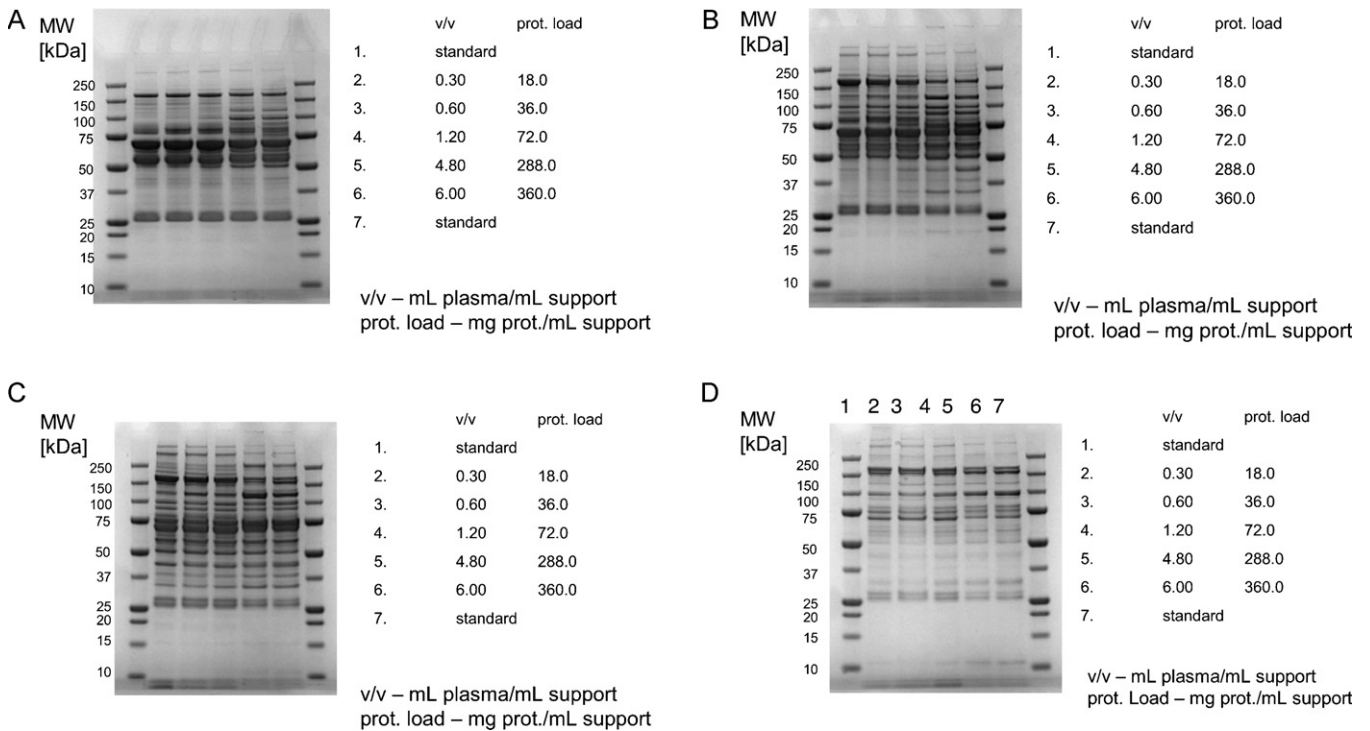 A
MW
[kDa]
250
150
100
75
50
37
25
20
15
10
v/v prot. load
1. standard
2. 0.30 18.0
3. 0.60 36.0
4. 1.20 72.0
5. 4.80 288.0
6. 6.00 360.0
7. standard
v/v – mL plasma/mL support
prot. load – mg prot./mL support
B
MW
[kDa]
250
150
100
75
50
37
25
20
15
10
v/v prot. load
1. standard
2. 0.30 18.0
3. 0.60 36.0
4. 1.20 72.0
5. 4.80 288.0
6. 6.00 360.0
7. standard
v/v – mL plasma/mL support
prot. load – mg prot./mL support
C
MW
[kDa]
250
150
100
75
50
37
25
20
15
10
v/v prot. load
1. standard
2. 0.30 18.0
3. 0.60 36.0
4. 1.20 72.0
5. 4.80 288.0
6. 6.00 360.0
7. standard
v/v – mL plasma/mL support
prot. load – mg prot./mL support
D
MW
[kDa]
1 2 3 4 5 6 7
250
150
100
75
50
37
25
20
15
10
v/v prot. load
1. standard
2. 0.30 18.0
3. 0.60 36.0
4. 1.20 72.0
5. 4.80 288.0
6. 6.00 360.0
7. standard
v/v – mL plasma/mL support
prot. Load – mg prot./mL support